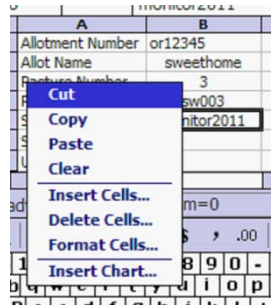 monitor2011
A B
Allotment Number or12345
Allot Name sweethome
Pasture Number 3
sw003
nitor2011
Cut
Copy
Paste
Clear
Insert Cells...
Delete Cells...
Format Cells...
Insert Chart...
m=0
$ , .00
1 8 9 0 -
q w e r t y u i o p